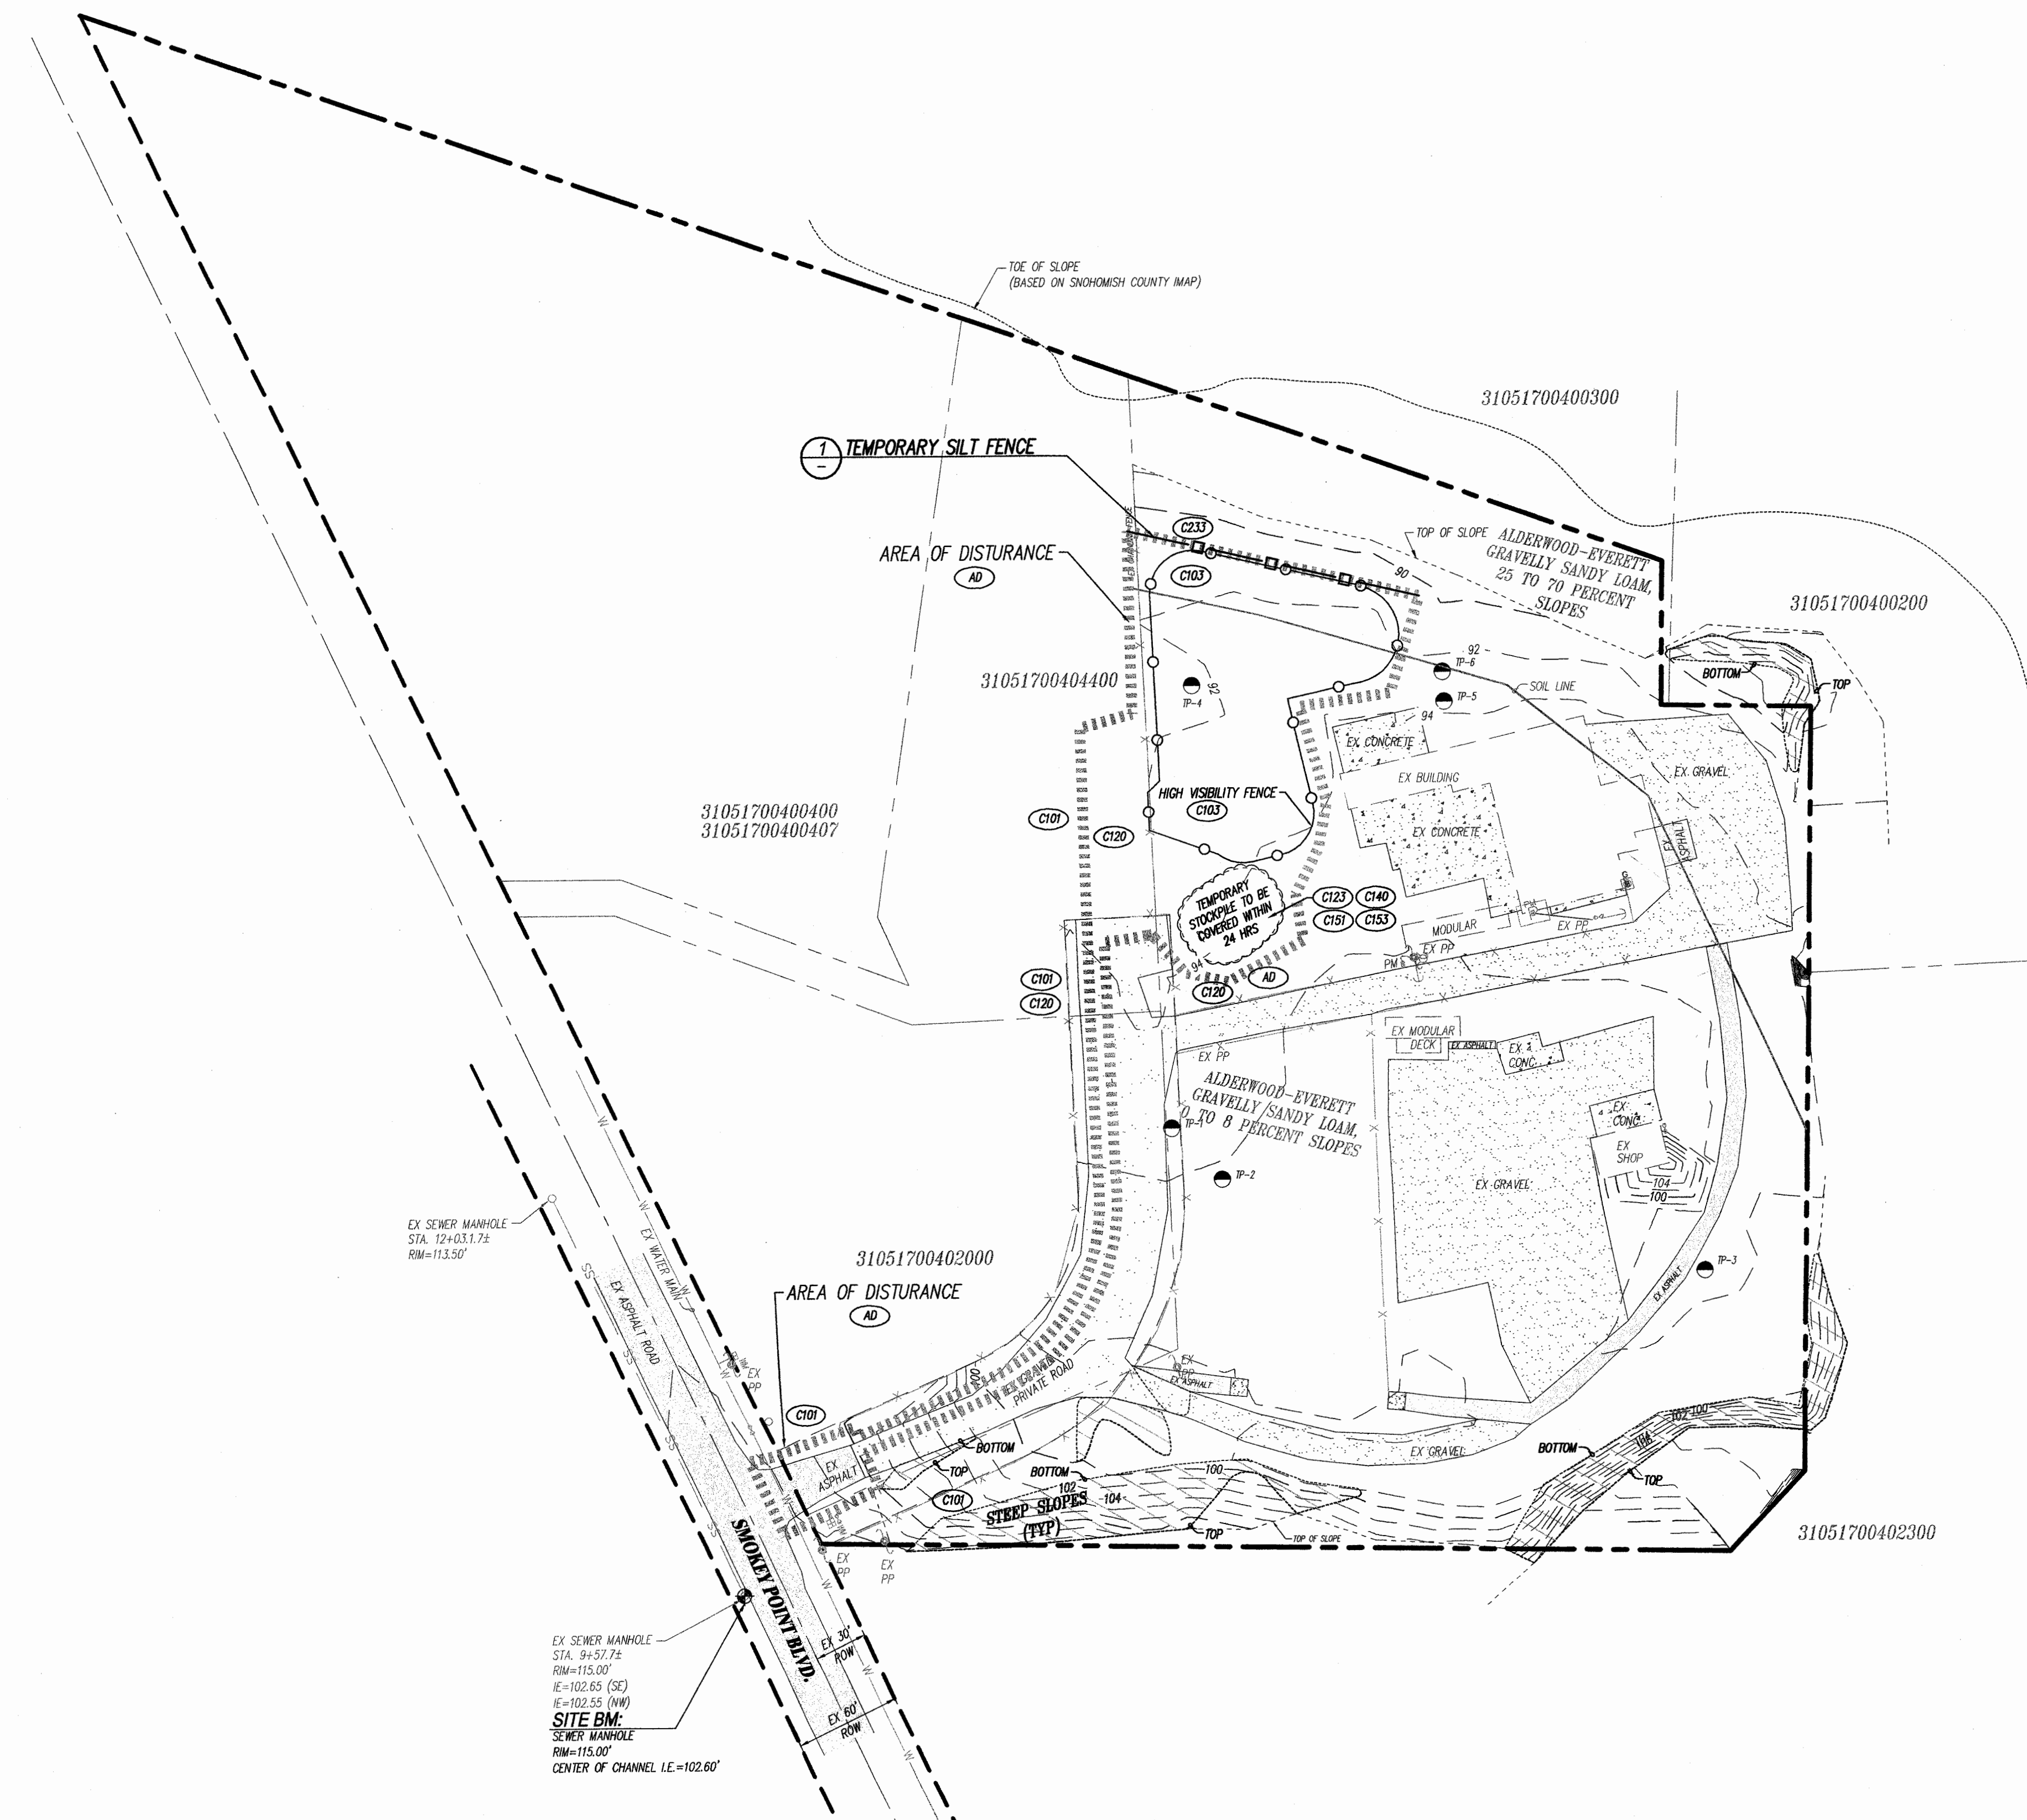 TOE OF SLOPE
(BASED ON SNOHOMISH COUNTY IMAP)
31051700400300
1
–
TEMPORARY SILT FENCE
C233
TOP OF SLOPE
ALDERWOOD-EVERETT
GRAVELLY SANDY LOAM,
25 TO 70 PERCENT
SLOPES
AREA OF DISTURANCE
AD
C103
90
31051700400200
92
TP-6
BOTTOM
TOP
31051700404400
TP-4
92
TP-5
SOIL LINE
94
EX CONCRETE
EX BUILDING
EX GRAVEL
HIGH VISIBILITY FENCE
C103
31051700400400
31051700400407
C101
C120
EX CONCRETE
EX
ASPHALT
TEMPORARY
STOCKPILE TO BE
COVERED WITHIN
24 HRS
C123
C140
C151
C153
MODULAR
PM
EX PP
EX PP
PM
94
AD
C101
C120
C120
EX MODULAR
DECK
EX ASPHALT
EX
CONC
EX PP
ALDERWOOD-EVERETT
GRAVELLY SANDY LOAM,
0 TO 8 PERCENT SLOPES
TP-1
EX
CONC
EX
SHOP
TP-2
104
100
EX GRAVEL
EX SEWER MANHOLE
STA. 12+03.1.7±
RIM=113.50'
W
W
EX WATER MAIN
W
SS
EX ASPHALT ROAD
SS
31051700402000
AREA OF DISTURANCE
AD
TP-3
EX ASPHALT
EX
PP
EX
PP
EX ASPHALT
EX GRAVEL
PRIVATE ROAD
C101
BOTTOM
TOP
EX
ASPHALT
C101
BOTTOM
102
100
104
STEEP SLOPES
(TYP)
TOP
TOP OF SLOPE
EX GRAVEL
BOTTOM
102
100
104
TOP
31051700402300
SS
SS
W
EX
PP
EX
PP
W
SMOKEY POINT BLVD.
EX SEWER MANHOLE
STA. 9+57.7±
RIM=115.00'
IE=102.65 (SE)
IE=102.55 (NW)
SITE BM:
SEWER MANHOLE
RIM=115.00'
CENTER OF CHANNEL I.E.=102.60'
EX 30'
ROW
W
EX 60'
ROW
W